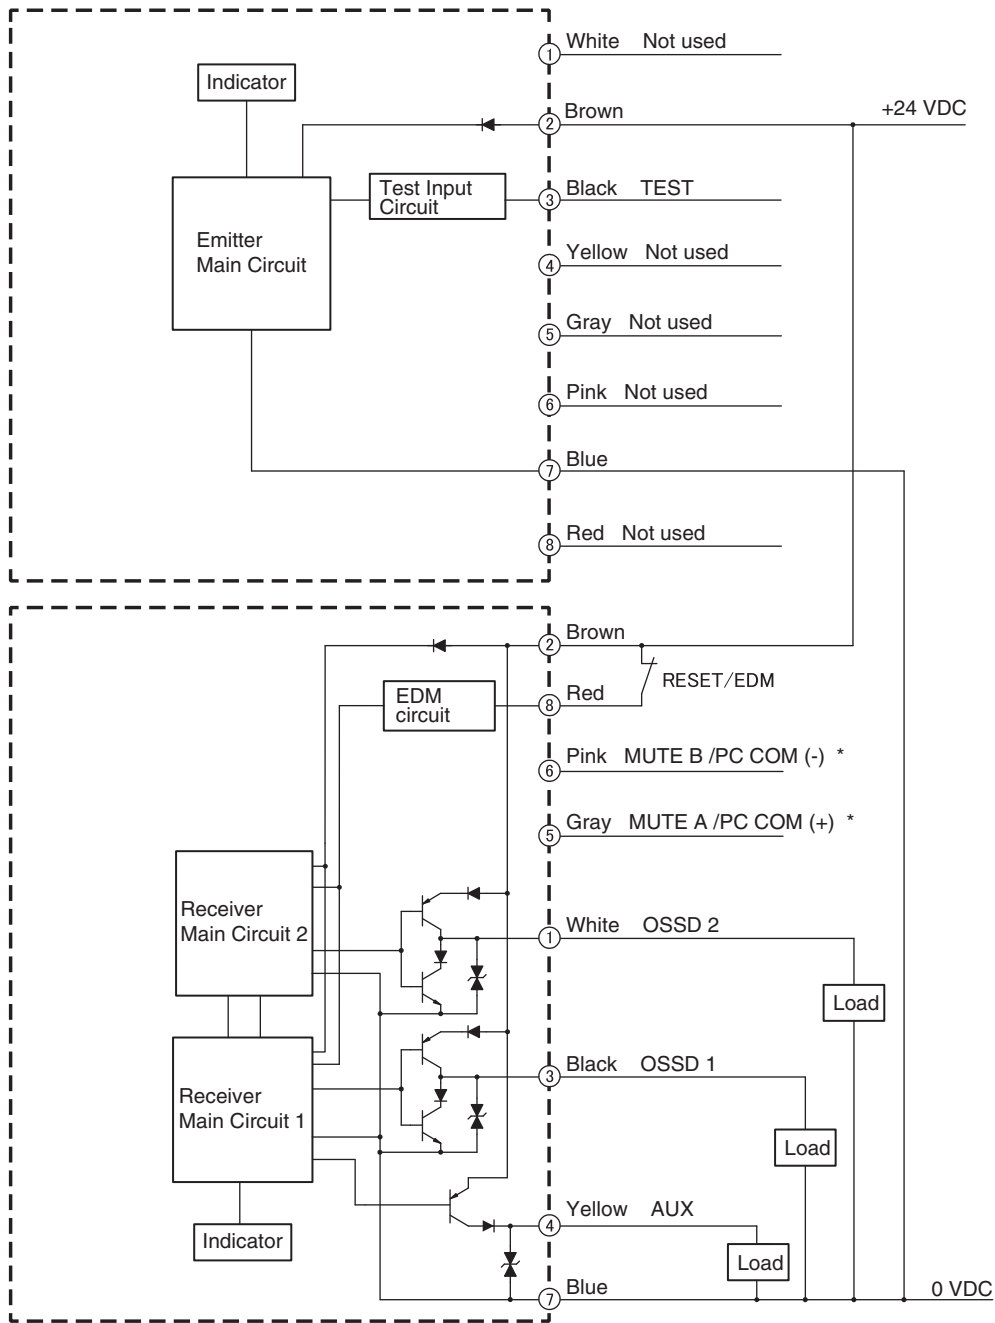 ① White Not used
Indicator
② Brown +24 VDC
Test Input
Circuit
③ Black TEST
Emitter
Main Circuit
④ Yellow Not used
⑤ Gray Not used
⑥ Pink Not used
⑦ Blue
⑧ Red Not used
② Brown
RESET/EDM
EDM
circuit
⑧ Red
⑥ Pink MUTE B /PC COM (-) *
⑤ Gray MUTE A /PC COM (+) *
Receiver
Main Circuit 2
① White OSSD 2
Load
③ Black OSSD 1
Receiver
Main Circuit 1
Load
④ Yellow AUX
Indicator
Load
⑦ Blue 0 VDC